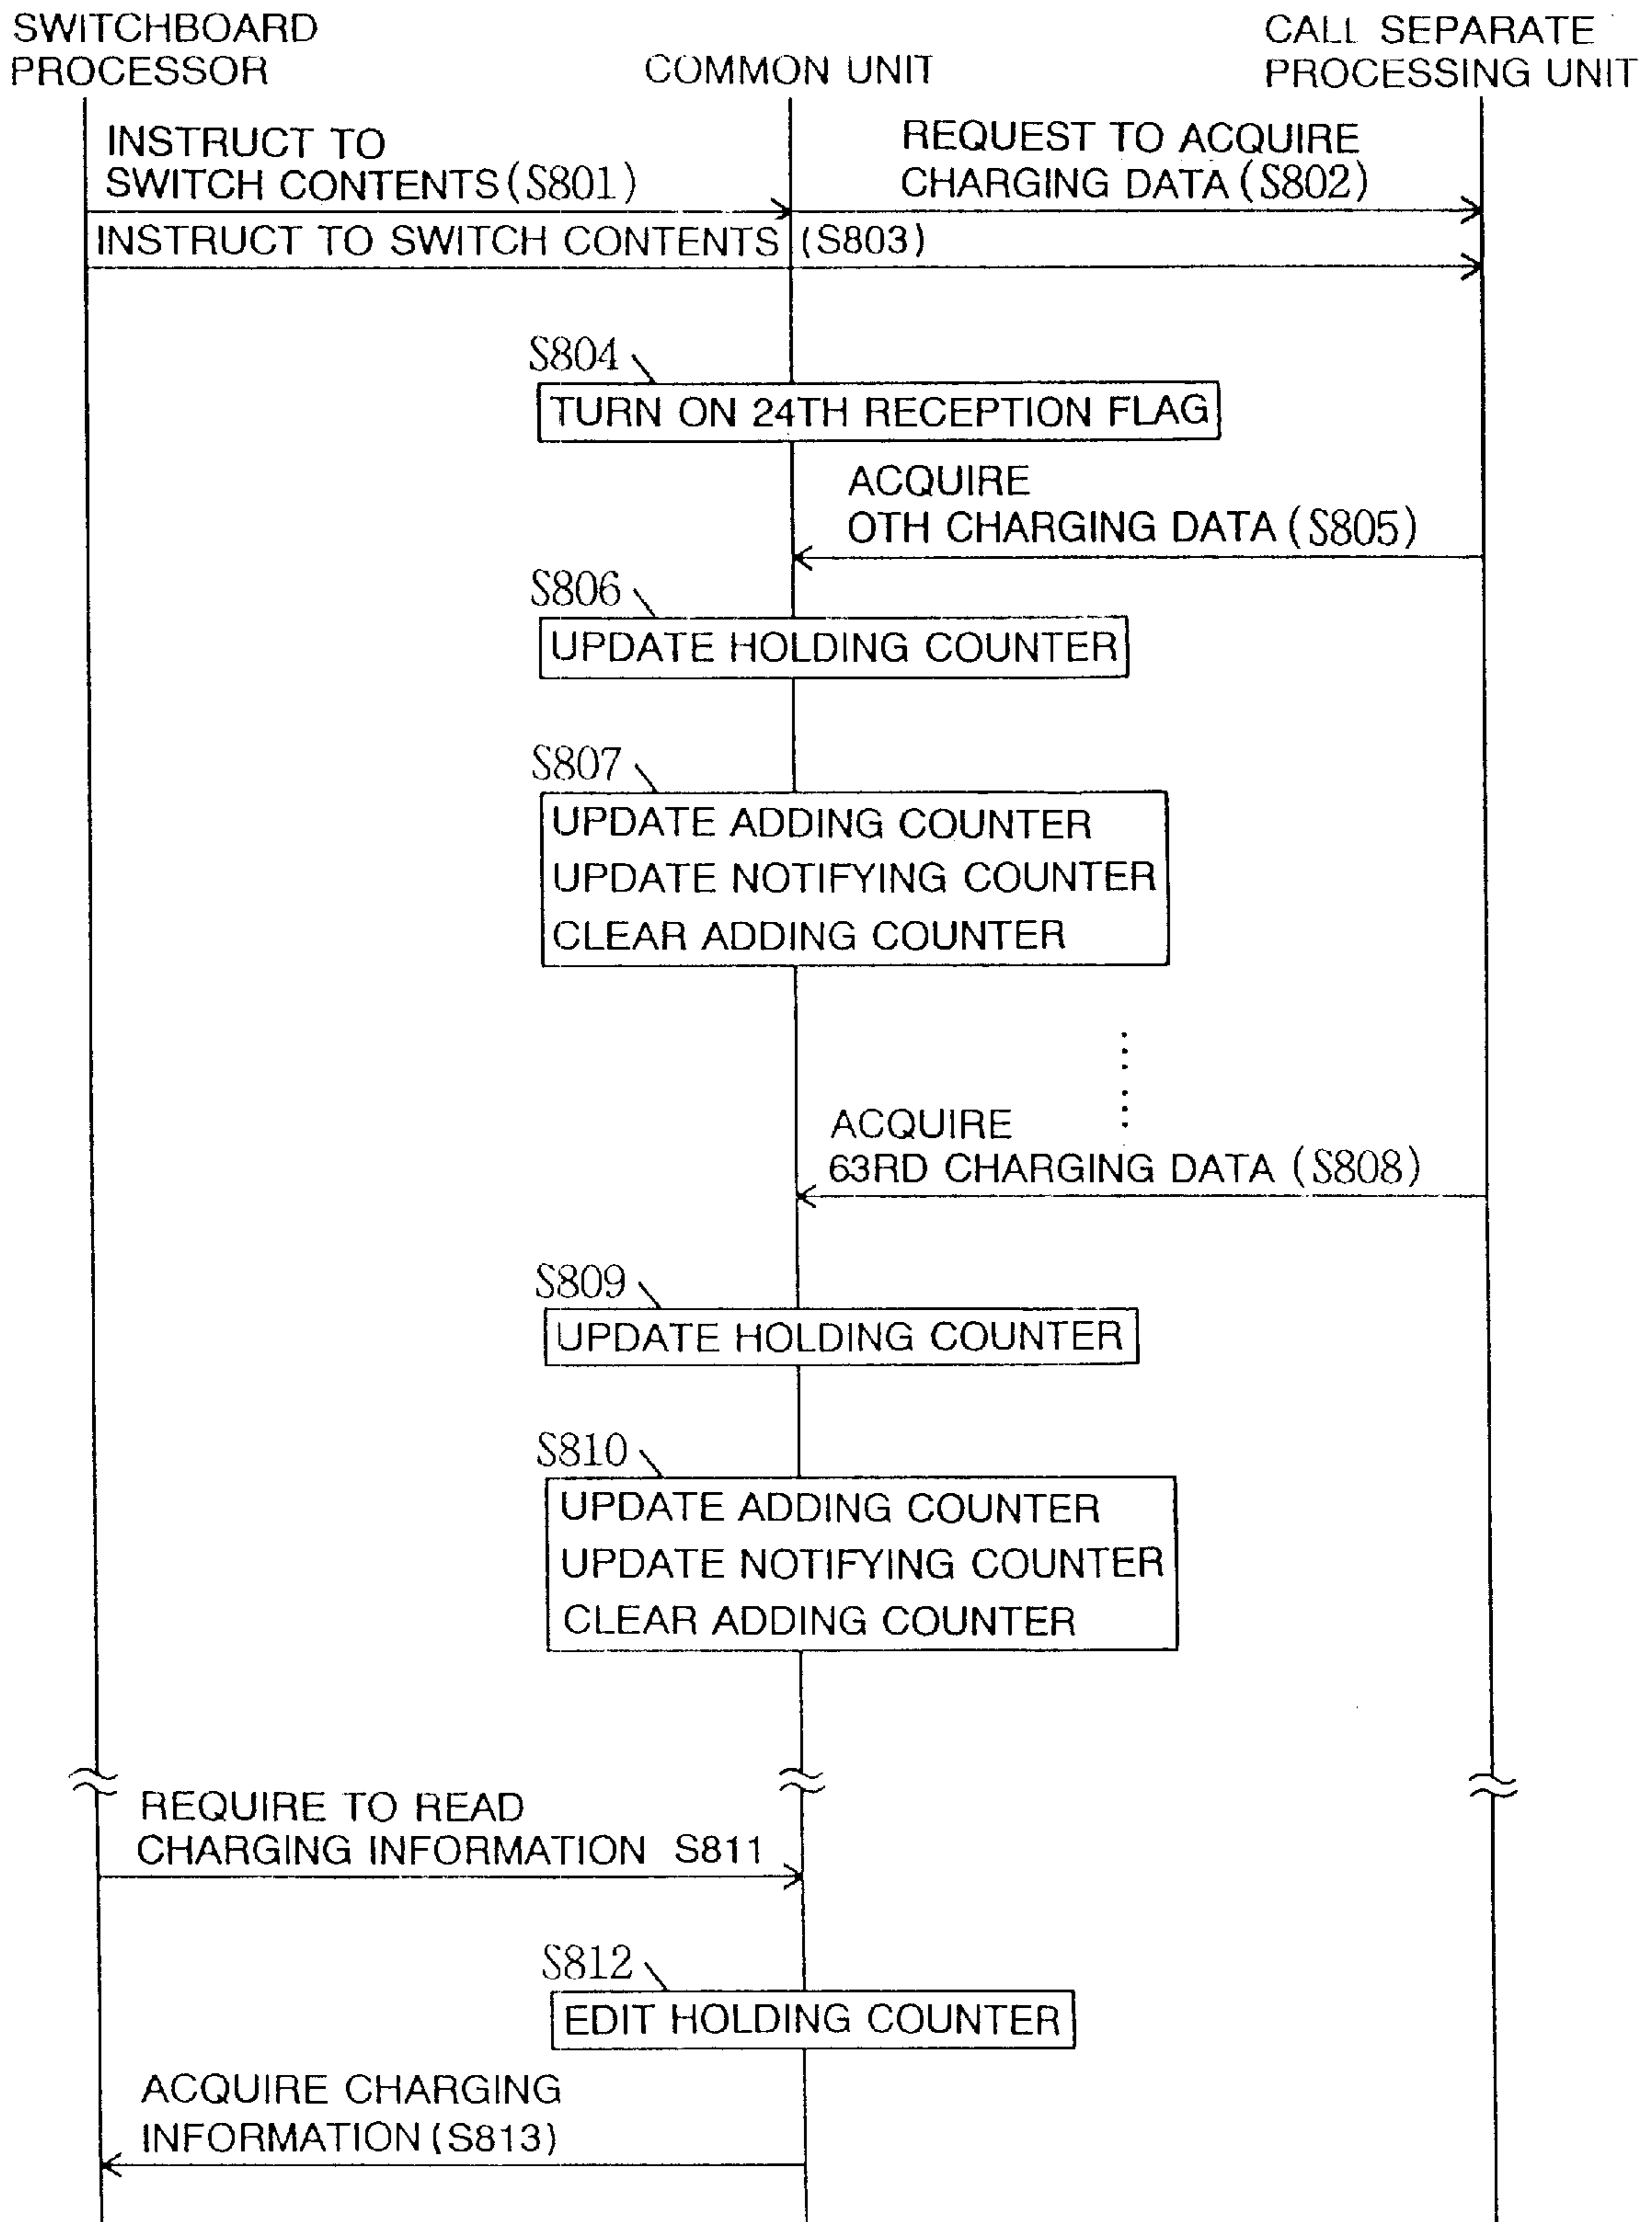 SWITCHBOARD
PROCESSOR
COMMON UNIT
CALL SEPARATE
PROCESSING UNIT
INSTRUCT TO
SWITCH CONTENTS (S801)
REQUEST TO ACQUIRE
CHARGING DATA (S802)
INSTRUCT TO SWITCH CONTENTS (S803)
S804
TURN ON 24TH RECEPTION FLAG
ACQUIRE
0TH CHARGING DATA (S805)
S806
UPDATE HOLDING COUNTER
S807
UPDATE ADDING COUNTER
UPDATE NOTIFYING COUNTER
CLEAR ADDING COUNTER
ACQUIRE
63RD CHARGING DATA (S808)
S809
UPDATE HOLDING COUNTER
S810
UPDATE ADDING COUNTER
UPDATE NOTIFYING COUNTER
CLEAR ADDING COUNTER
REQUIRE TO READ
CHARGING INFORMATION S811
S812
EDIT HOLDING COUNTER
ACQUIRE CHARGING
INFORMATION (S813)